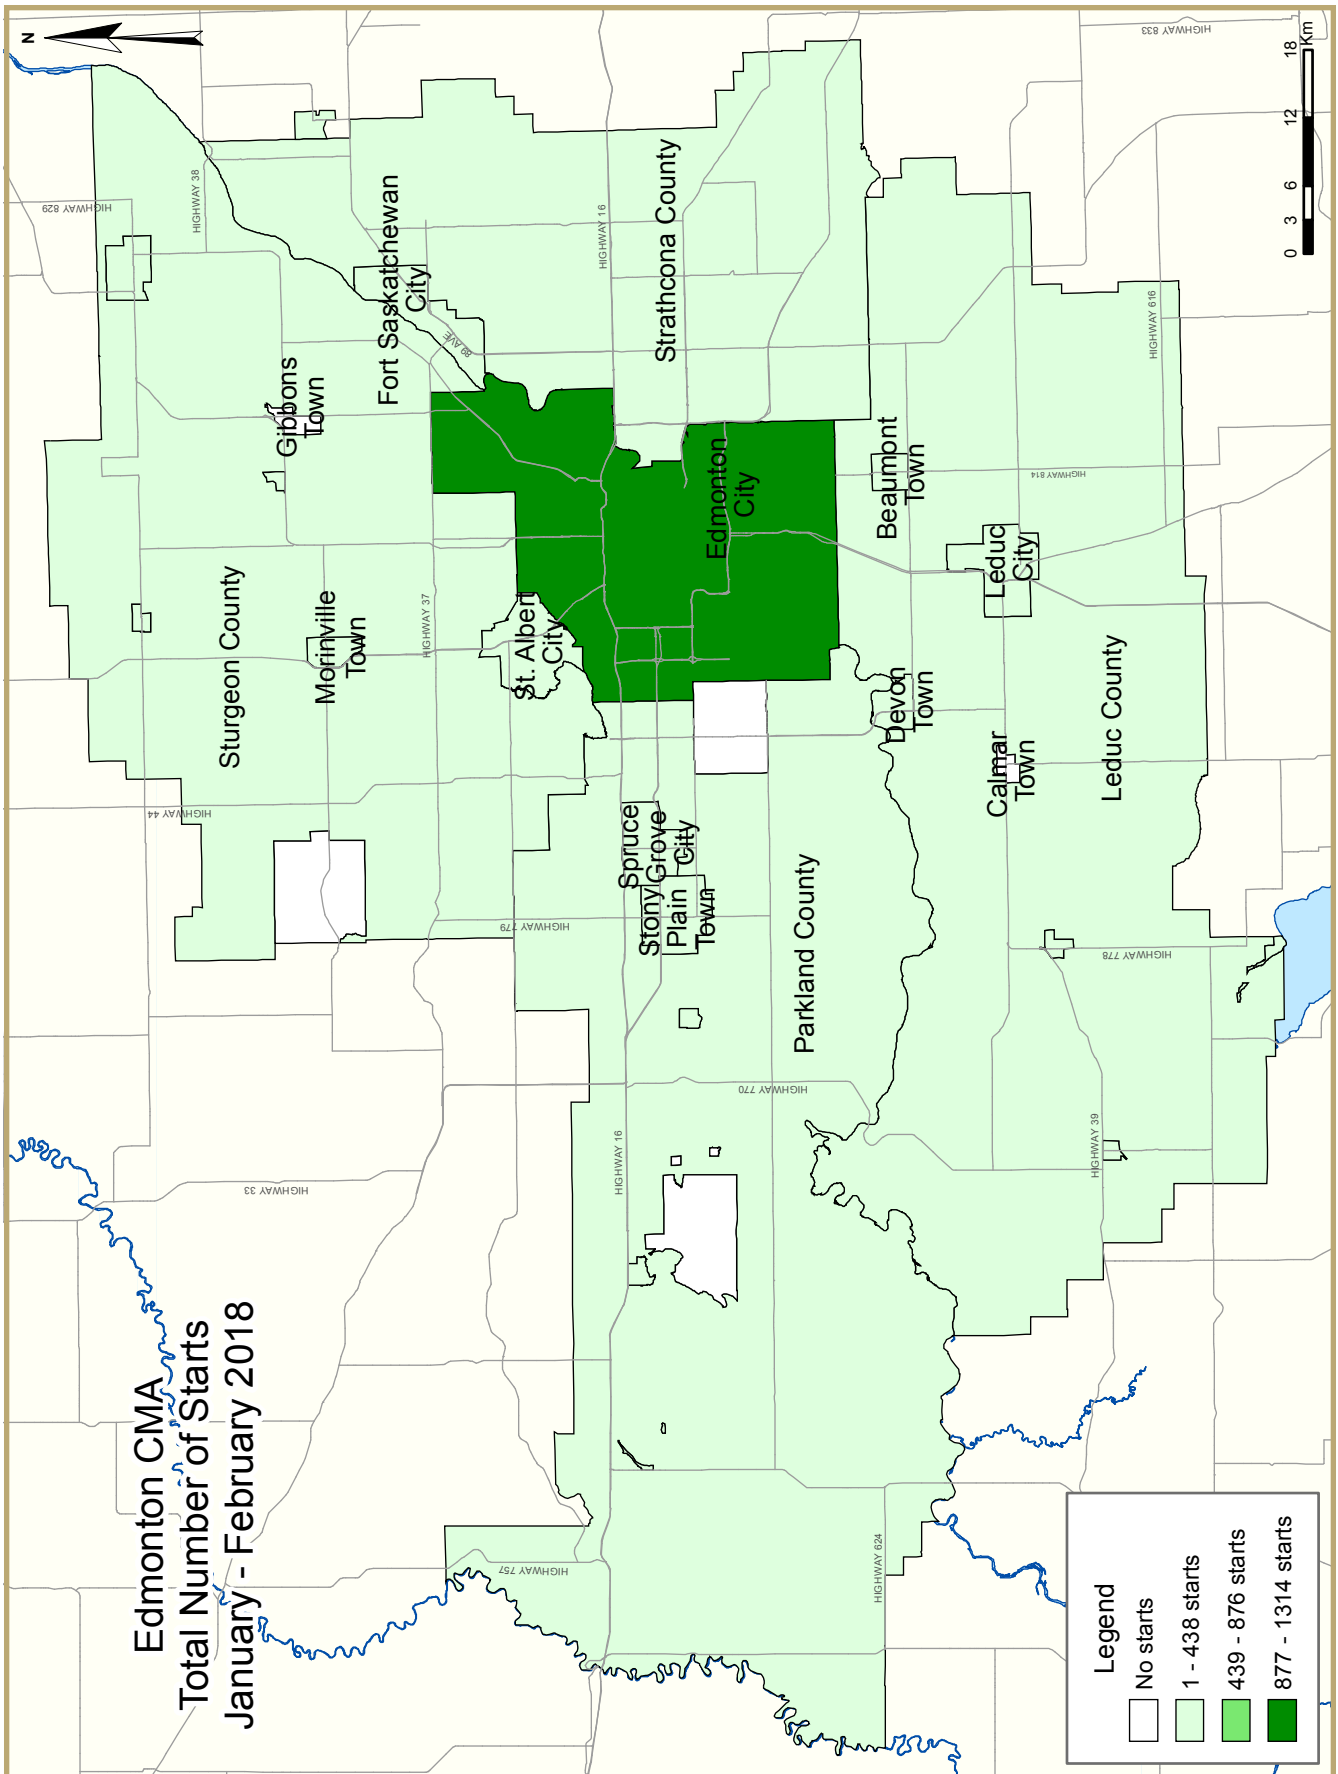 Edmonton CMA
Total Number of Starts
January - February 2018
N
HIGHWAY 829
HIGHWAY 38
HIGHWAY 833
Gibbons
Town
Fort Saskatchewan
City
89 AVE
HIGHWAY 16
Strathcona County
Sturgeon County
Morinville
Town
HIGHWAY 37
HIGHWAY 44
St. Albert
City
Edmonton
City
Beaumont
Town
HIGHWAY 814
HIGHWAY 616
Leduc
City
Devon
Town
Calmar
Town
Leduc County
Spruce
Grove
City
Stony
Plain
Town
HIGHWAY 779
Parkland County
HIGHWAY 778
HIGHWAY 770
HIGHWAY 39
HIGHWAY 16
HIGHWAY 33
HIGHWAY 757
HIGHWAY 624
0 3 6 12 18
Km
Legend
No starts
1 - 438 starts
439 - 876 starts
877 - 1314 starts